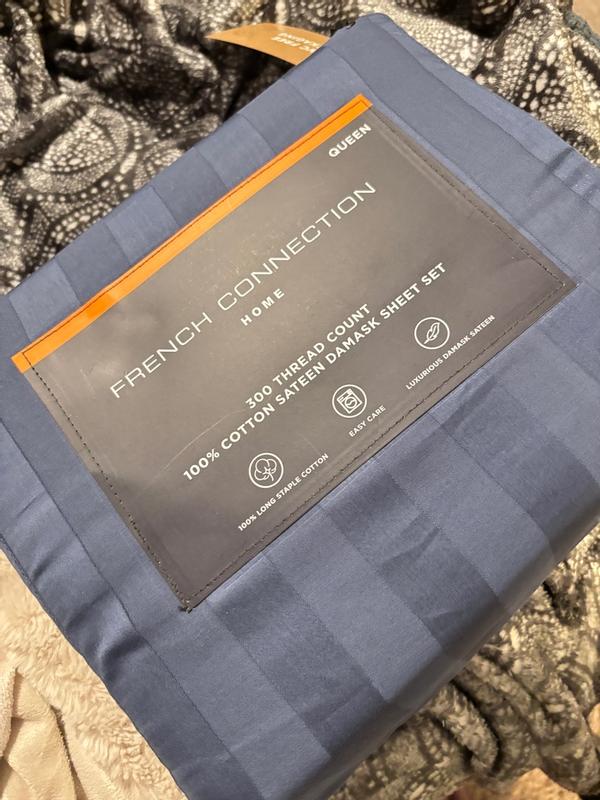 QUEEN
FRENCH CONNECTION
HOME
300 THREAD COUNT
100% COTTON SATEEN DAMASK SHEET SET
100% LONG STAPLE COTTON
EASY CARE
LUXURIOUS DAMASK SATEEN